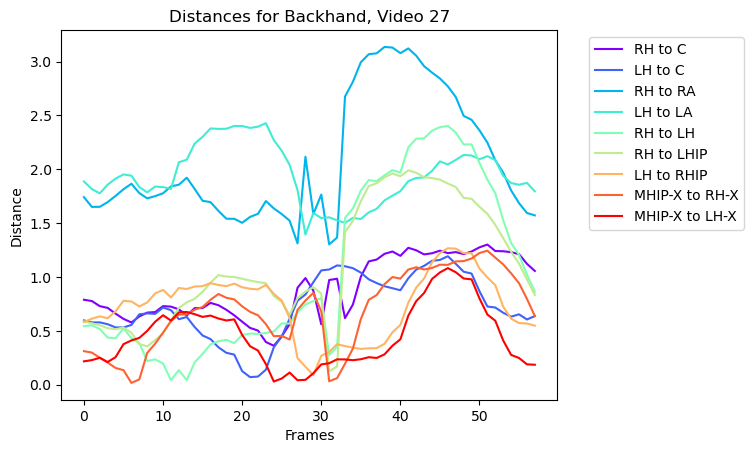 Distances for Backhand, Video 27
Distance
3.0
2.5
2.0
1.5
1.0
0.5
0.0
0 10 20 30 40 50
Frames
RH to C
LH to C
RH to RA
LH to LA
RH to LH
RH to LHIP
LH to RHIP
MHIP-X to RH-X
MHIP-X to LH-X